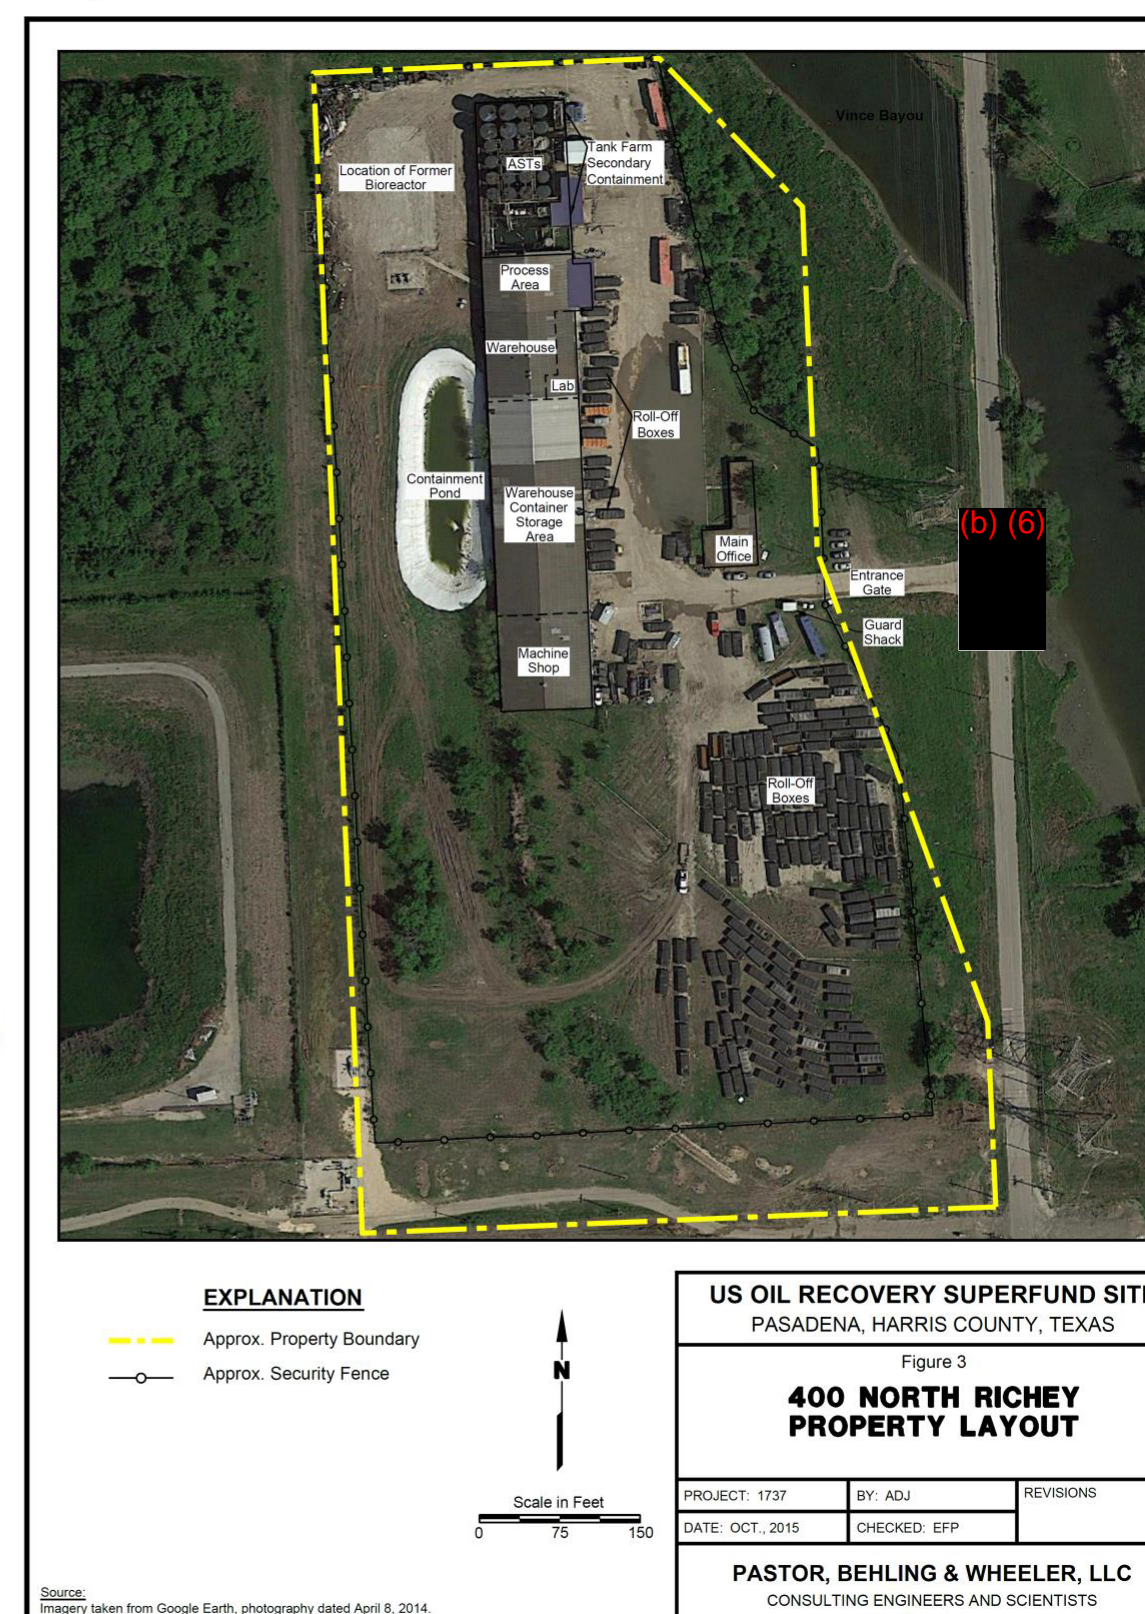 Vince Bayou
Tank Farm
Secondary
Containment
ASTs
Location of Former
Bioreactor
Process
Area
Warehouse
Lab
Roll-Off
Boxes
Containment
Pond
Warehouse
Container
Storage
Area
Main
Office
(b) (6)
Entrance
Gate
Guard
Shack
Machine
Shop
Roll-Off
Boxes
EXPLANATION
Approx. Property Boundary
Approx. Security Fence
N
Scale in Feet
0 75 150
Source:
Imagery taken from Google Earth, photography dated April 8, 2014.
US OIL RECOVERY SUPERFUND SIT
PASADENA, HARRIS COUNTY, TEXAS
Figure 3
400 NORTH RICHEY
PROPERTY LAYOUT
PROJECT: 1737 BY: ADJ REVISIONS
DATE: OCT., 2015 CHECKED: EFP
PASTOR, BEHLING & WHEELER, LLC
CONSULTING ENGINEERS AND SCIENTISTS